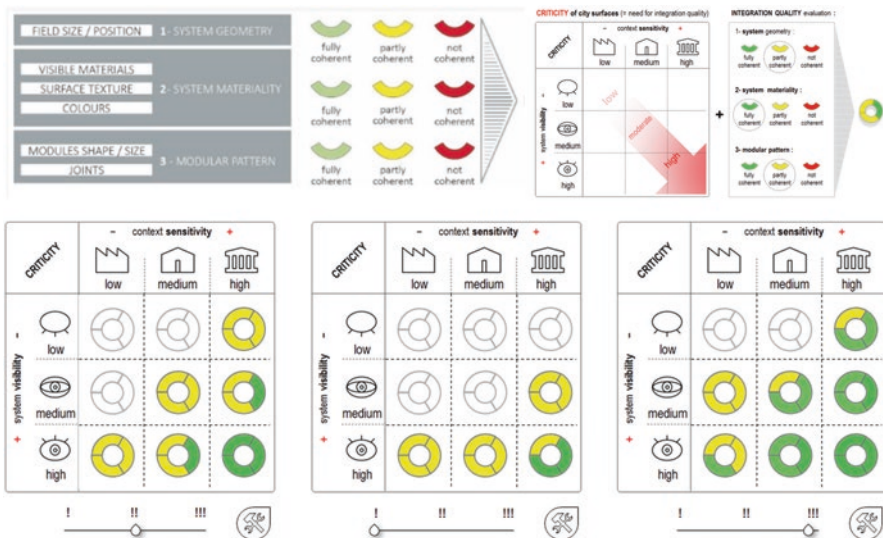 FIELD SIZE / POSITION
1- SYSTEM GEOMETRY
fully coherent
partly coherent
not coherent
VISIBLE MATERIALS
SURFACE TEXTURE
COLOURS
2- SYSTEM MATERIALITY
fully coherent
partly coherent
not coherent
MODULES SHAPE / SIZE
JOINTS
3 - MODULAR PATTERN
fully coherent
partly coherent
not coherent
CRITICITY of city surfaces (= need for integration quality)
- context sensitivity +
CRITICITY
low
medium
high
- system visibility +
low
medium
high
low
moderate
high
+
INTEGRATION QUALITY evaluation :
1- system geometry :
fully coherent
partly coherent
not coherent
2- system materiality :
fully coherent
partly coherent
not coherent
3- modular pattern :
fully coherent
partly coherent
not coherent
- context sensitivity +
CRITICITY
low
medium
high
- system visibility +
low
medium
high
! !! !!!
- context sensitivity +
CRITICITY
low
medium
high
- system visibility +
low
medium
high
! !! !!!
- context sensitivity +
CRITICITY
low
medium
high
- system visibility +
low
medium
high
! !! !!!